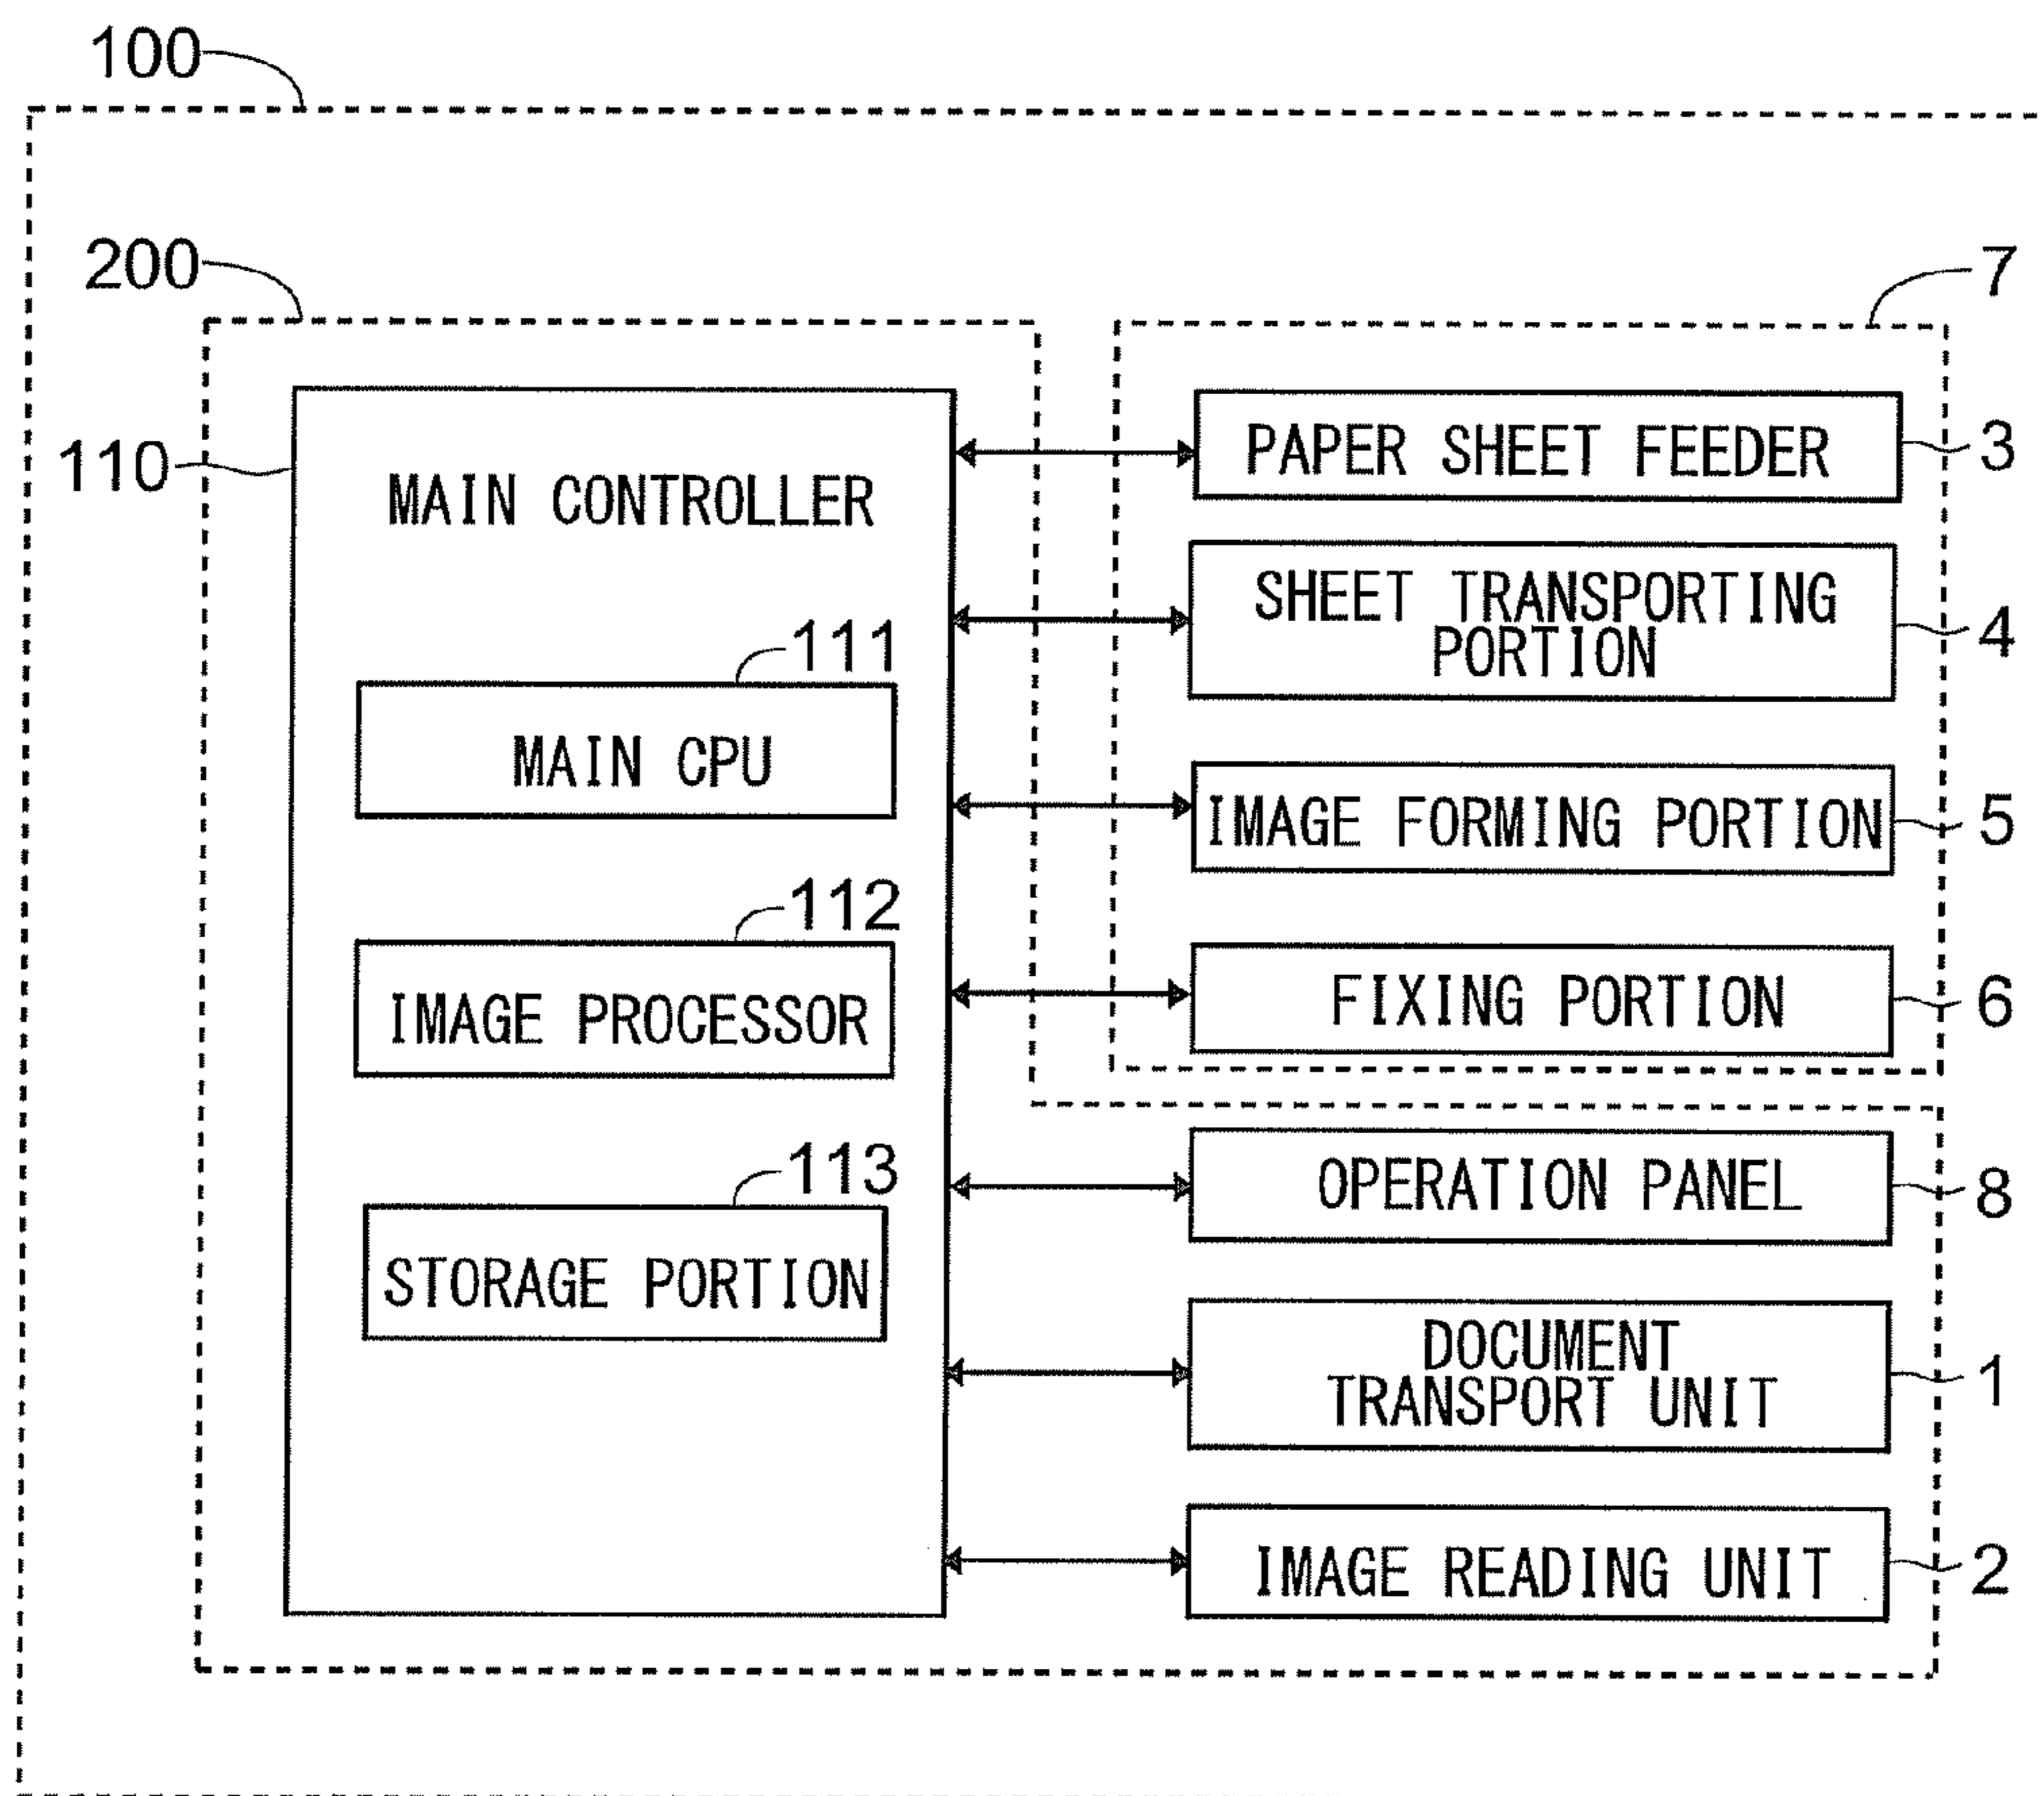 100
200
7
110
MAIN CONTROLLER
PAPER SHEET FEEDER
3
SHEET TRANSPORTING
PORTION
4
111
MAIN CPU
IMAGE FORMING PORTION
5
112
IMAGE PROCESSOR
FIXING PORTION
6
113
STORAGE PORTION
OPERATION PANEL
8
DOCUMENT
TRANSPORT UNIT
1
IMAGE READING UNIT
2